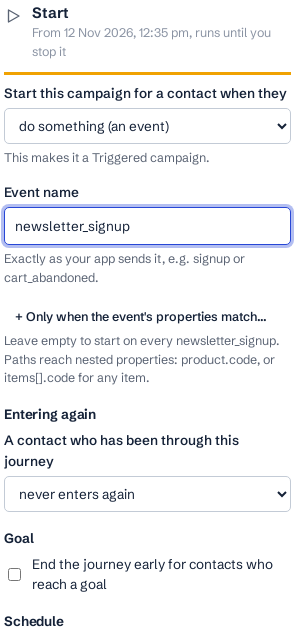 Start
From 12 Nov 2026, 12:35 pm, runs until you
stop it
Start this campaign for a contact when they
do something (an event)
This makes it a Triggered campaign.
Event name
newsletter_signup
Exactly as your app sends it, e.g. signup or
cart_abandoned.
+ Only when the event's properties match...
Leave empty to start on every newsletter_signup.
Paths reach nested properties: product.code, or
items[].code for any item.
Entering again
A contact who has been through this
journey
never enters again
Goal
End the journey early for contacts who
reach a goal
Schedule